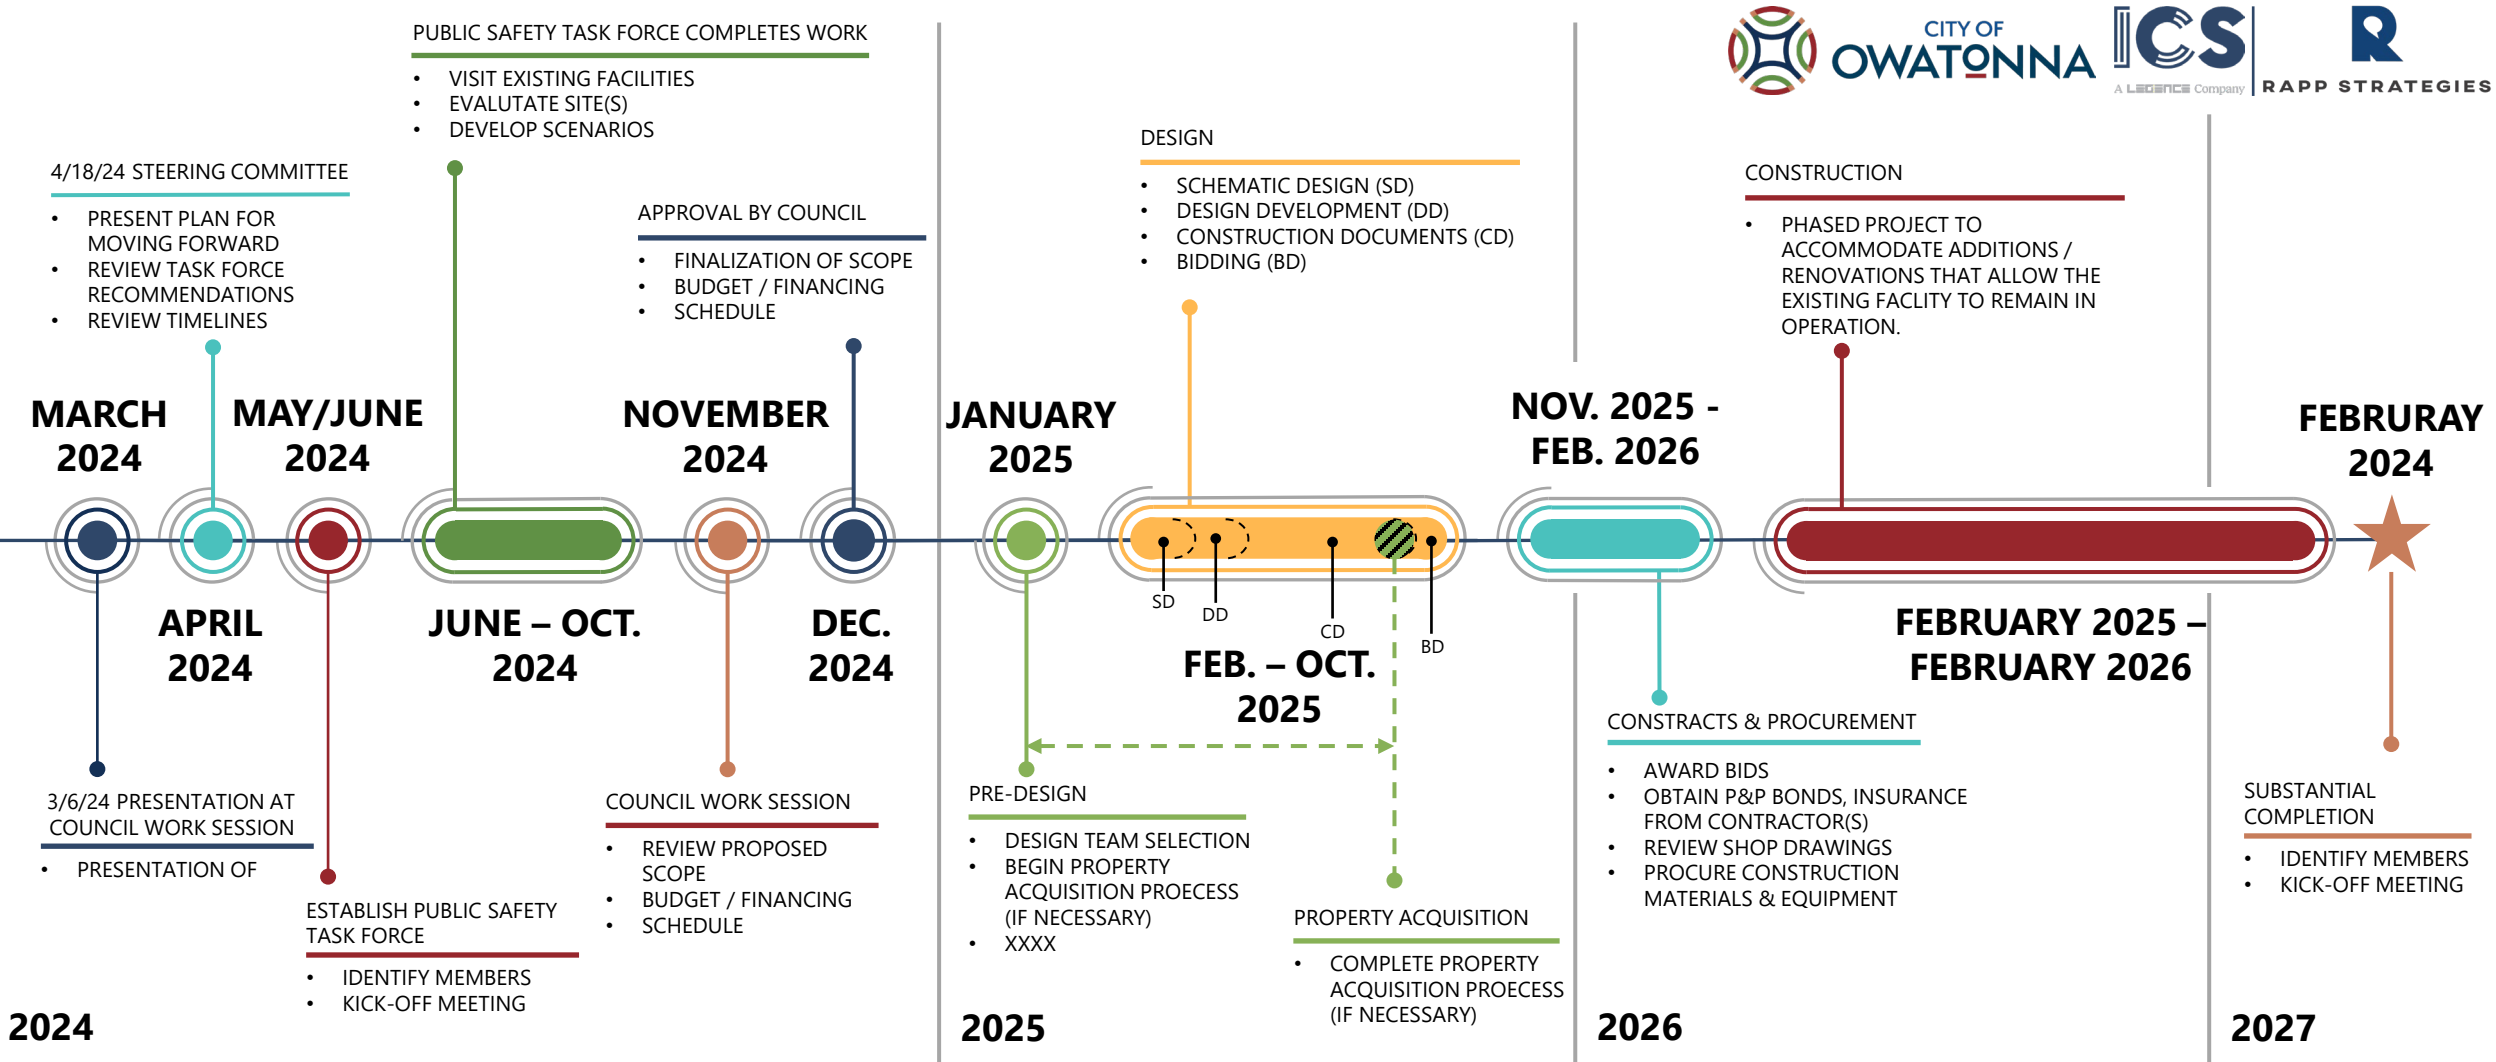 CITY OF
OWATONNA
ICS
A LEGENCE Company
R
RAPP STRATEGIES
PUBLIC SAFETY TASK FORCE COMPLETES WORK
• VISIT EXISTING FACILITIES
• EVALUTATE SITE(S)
• DEVELOP SCENARIOS
4/18/24 STEERING COMMITTEE
• PRESENT PLAN FOR
MOVING FORWARD
• REVIEW TASK FORCE
RECOMMENDATIONS
• REVIEW TIMELINES
APPROVAL BY COUNCIL
• FINALIZATION OF SCOPE
• BUDGET / FINANCING
• SCHEDULE
DESIGN
• SCHEMATIC DESIGN (SD)
• DESIGN DEVELOPMENT (DD)
• CONSTRUCTION DOCUMENTS (CD)
• BIDDING (BD)
CONSTRUCTION
• PHASED PROJECT TO
ACCOMMODATE ADDITIONS /
RENOVATIONS THAT ALLOW THE
EXISTING FACLITY TO REMAIN IN
OPERATION.
MARCH
2024
MAY/JUNE
2024
NOVEMBER
2024
JANUARY
2025
NOV. 2025 -
FEB. 2026
FEBRURAY
2024
APRIL
2024
JUNE – OCT.
2024
DEC.
2024
SD
DD
CD
BD
FEB. – OCT.
2025
FEBRUARY 2025 –
FEBRUARY 2026
3/6/24 PRESENTATION AT
COUNCIL WORK SESSION
• PRESENTATION OF
ESTABLISH PUBLIC SAFETY
TASK FORCE
• IDENTIFY MEMBERS
• KICK-OFF MEETING
COUNCIL WORK SESSION
• REVIEW PROPOSED
SCOPE
• BUDGET / FINANCING
• SCHEDULE
PRE-DESIGN
• DESIGN TEAM SELECTION
• BEGIN PROPERTY
ACQUISITION PROECESS
(IF NECESSARY)
• XXXX
PROPERTY ACQUISITION
• COMPLETE PROPERTY
ACQUISITION PROECESS
(IF NECESSARY)
CONSTRACTS & PROCUREMENT
• AWARD BIDS
• OBTAIN P&P BONDS, INSURANCE
FROM CONTRACTOR(S)
• REVIEW SHOP DRAWINGS
• PROCURE CONSTRUCTION
MATERIALS & EQUIPMENT
SUBSTANTIAL
COMPLETION
• IDENTIFY MEMBERS
• KICK-OFF MEETING
2024
2025
2026
2027